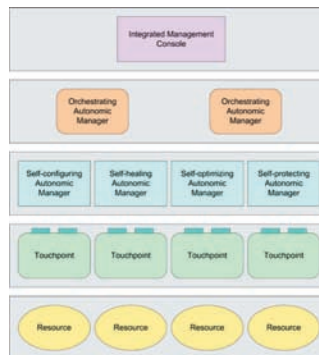 Integrated Management
Console
Orchestrating
Autonomic
Manager
Orchestrating
Autonomic
Manager
Self-configuring
Autonomic
Manager
Self-healing
Autonomic
Manager
Self-optimizing
Autonomic
Manager
Self-protecting
Autonomic
Manager
Touchpoint
Touchpoint
Touchpoint
Touchpoint
Resource
Resource
Resource
Resource